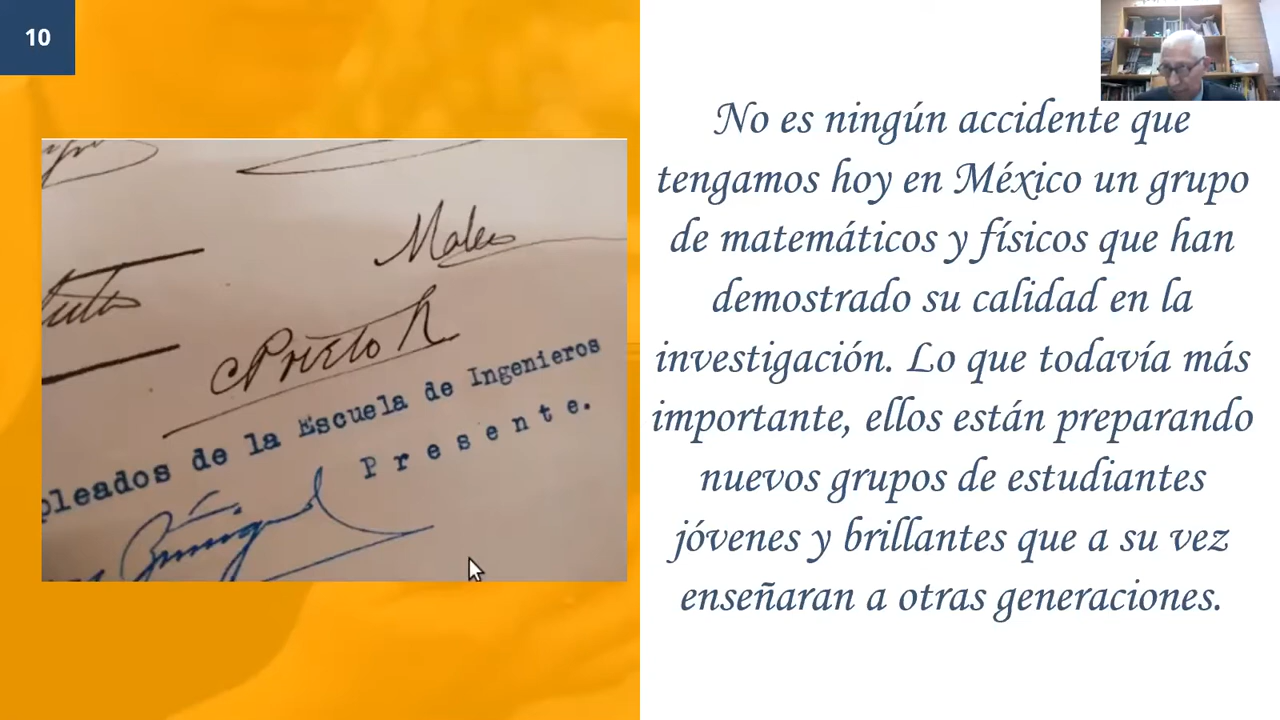 10
Prieto R
pleados de la Escuela de Ingenieros
Presente.
No es ningún accidente que
tengamos hoy en México un grupo
de matemáticos y físicos que han
demostrado su calidad en la
investigación. Lo que todavía más
importante, ellos están preparando
nuevos grupos de estudiantes
jóvenes y brillantes que a su vez
enseñaran a otras generaciones.